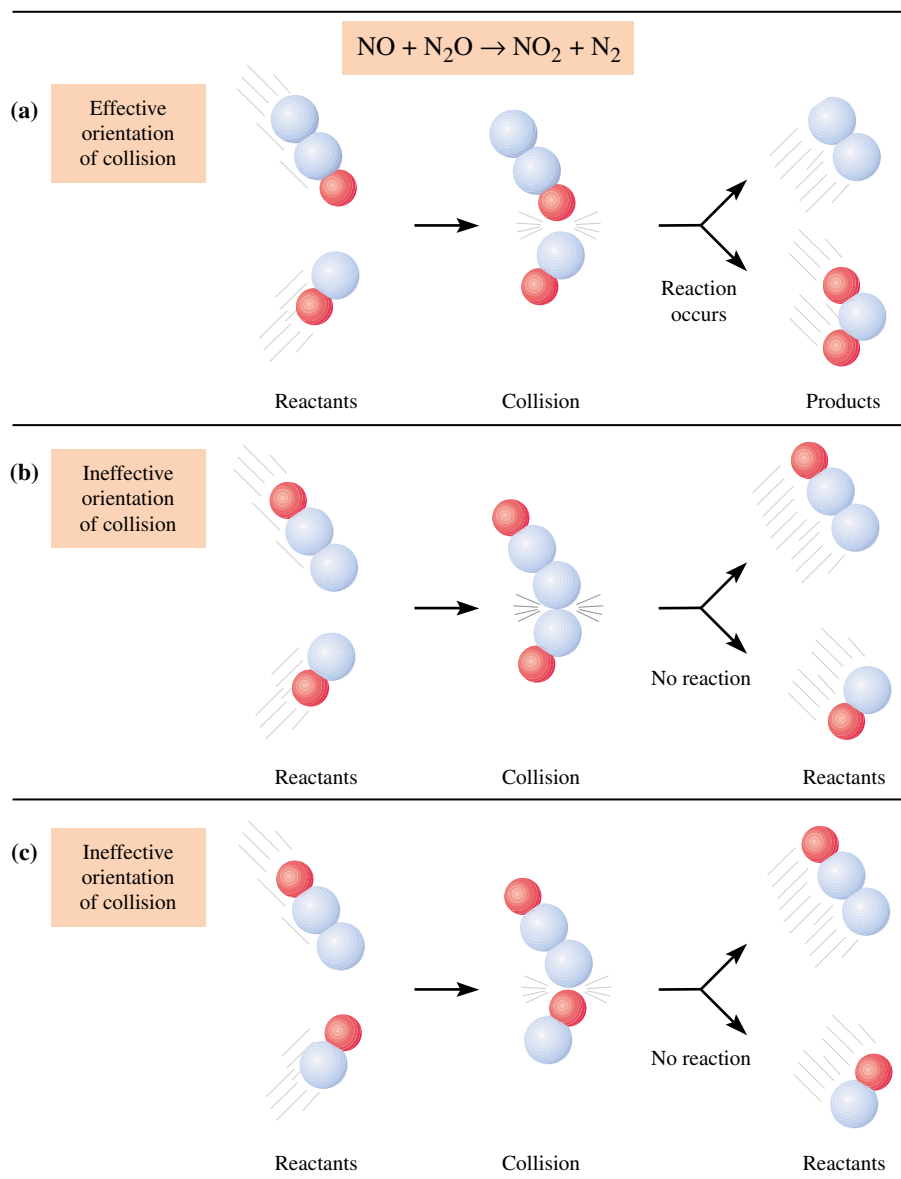 NO + N₂O → NO₂ + N₂
(a)
Effective
orientation
of collision
Reaction
occurs
Reactants
Collision
Products
(b)
Ineffective
orientation
of collision
No reaction
Reactants
Collision
Reactants
(c)
Ineffective
orientation
of collision
No reaction
Reactants
Collision
Reactants